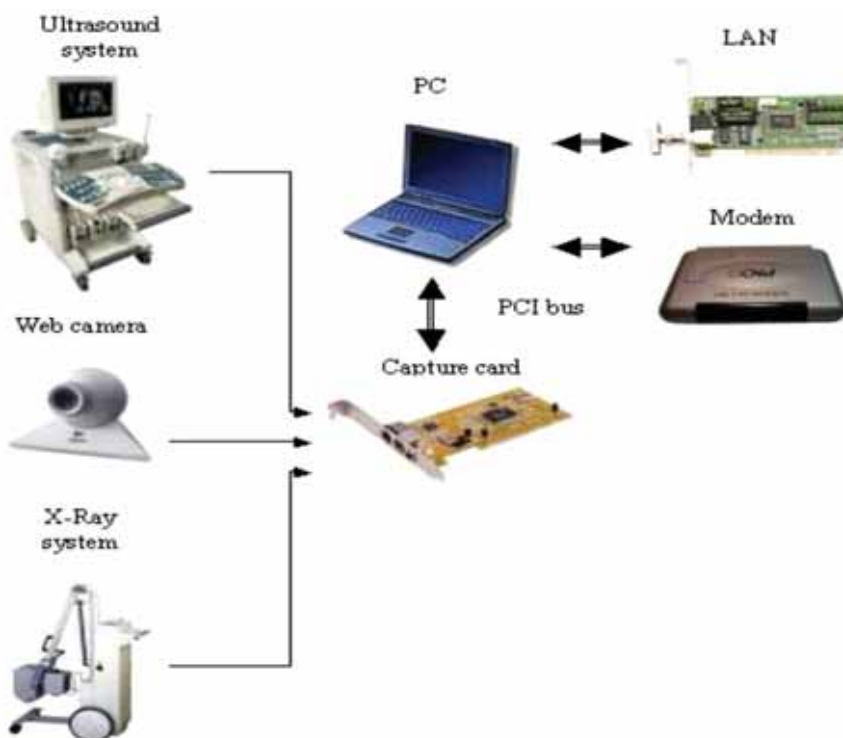 Ultrasound
system
LAN
PC
Modem
PCI bus
Web camera
Capture card
X-Ray
system